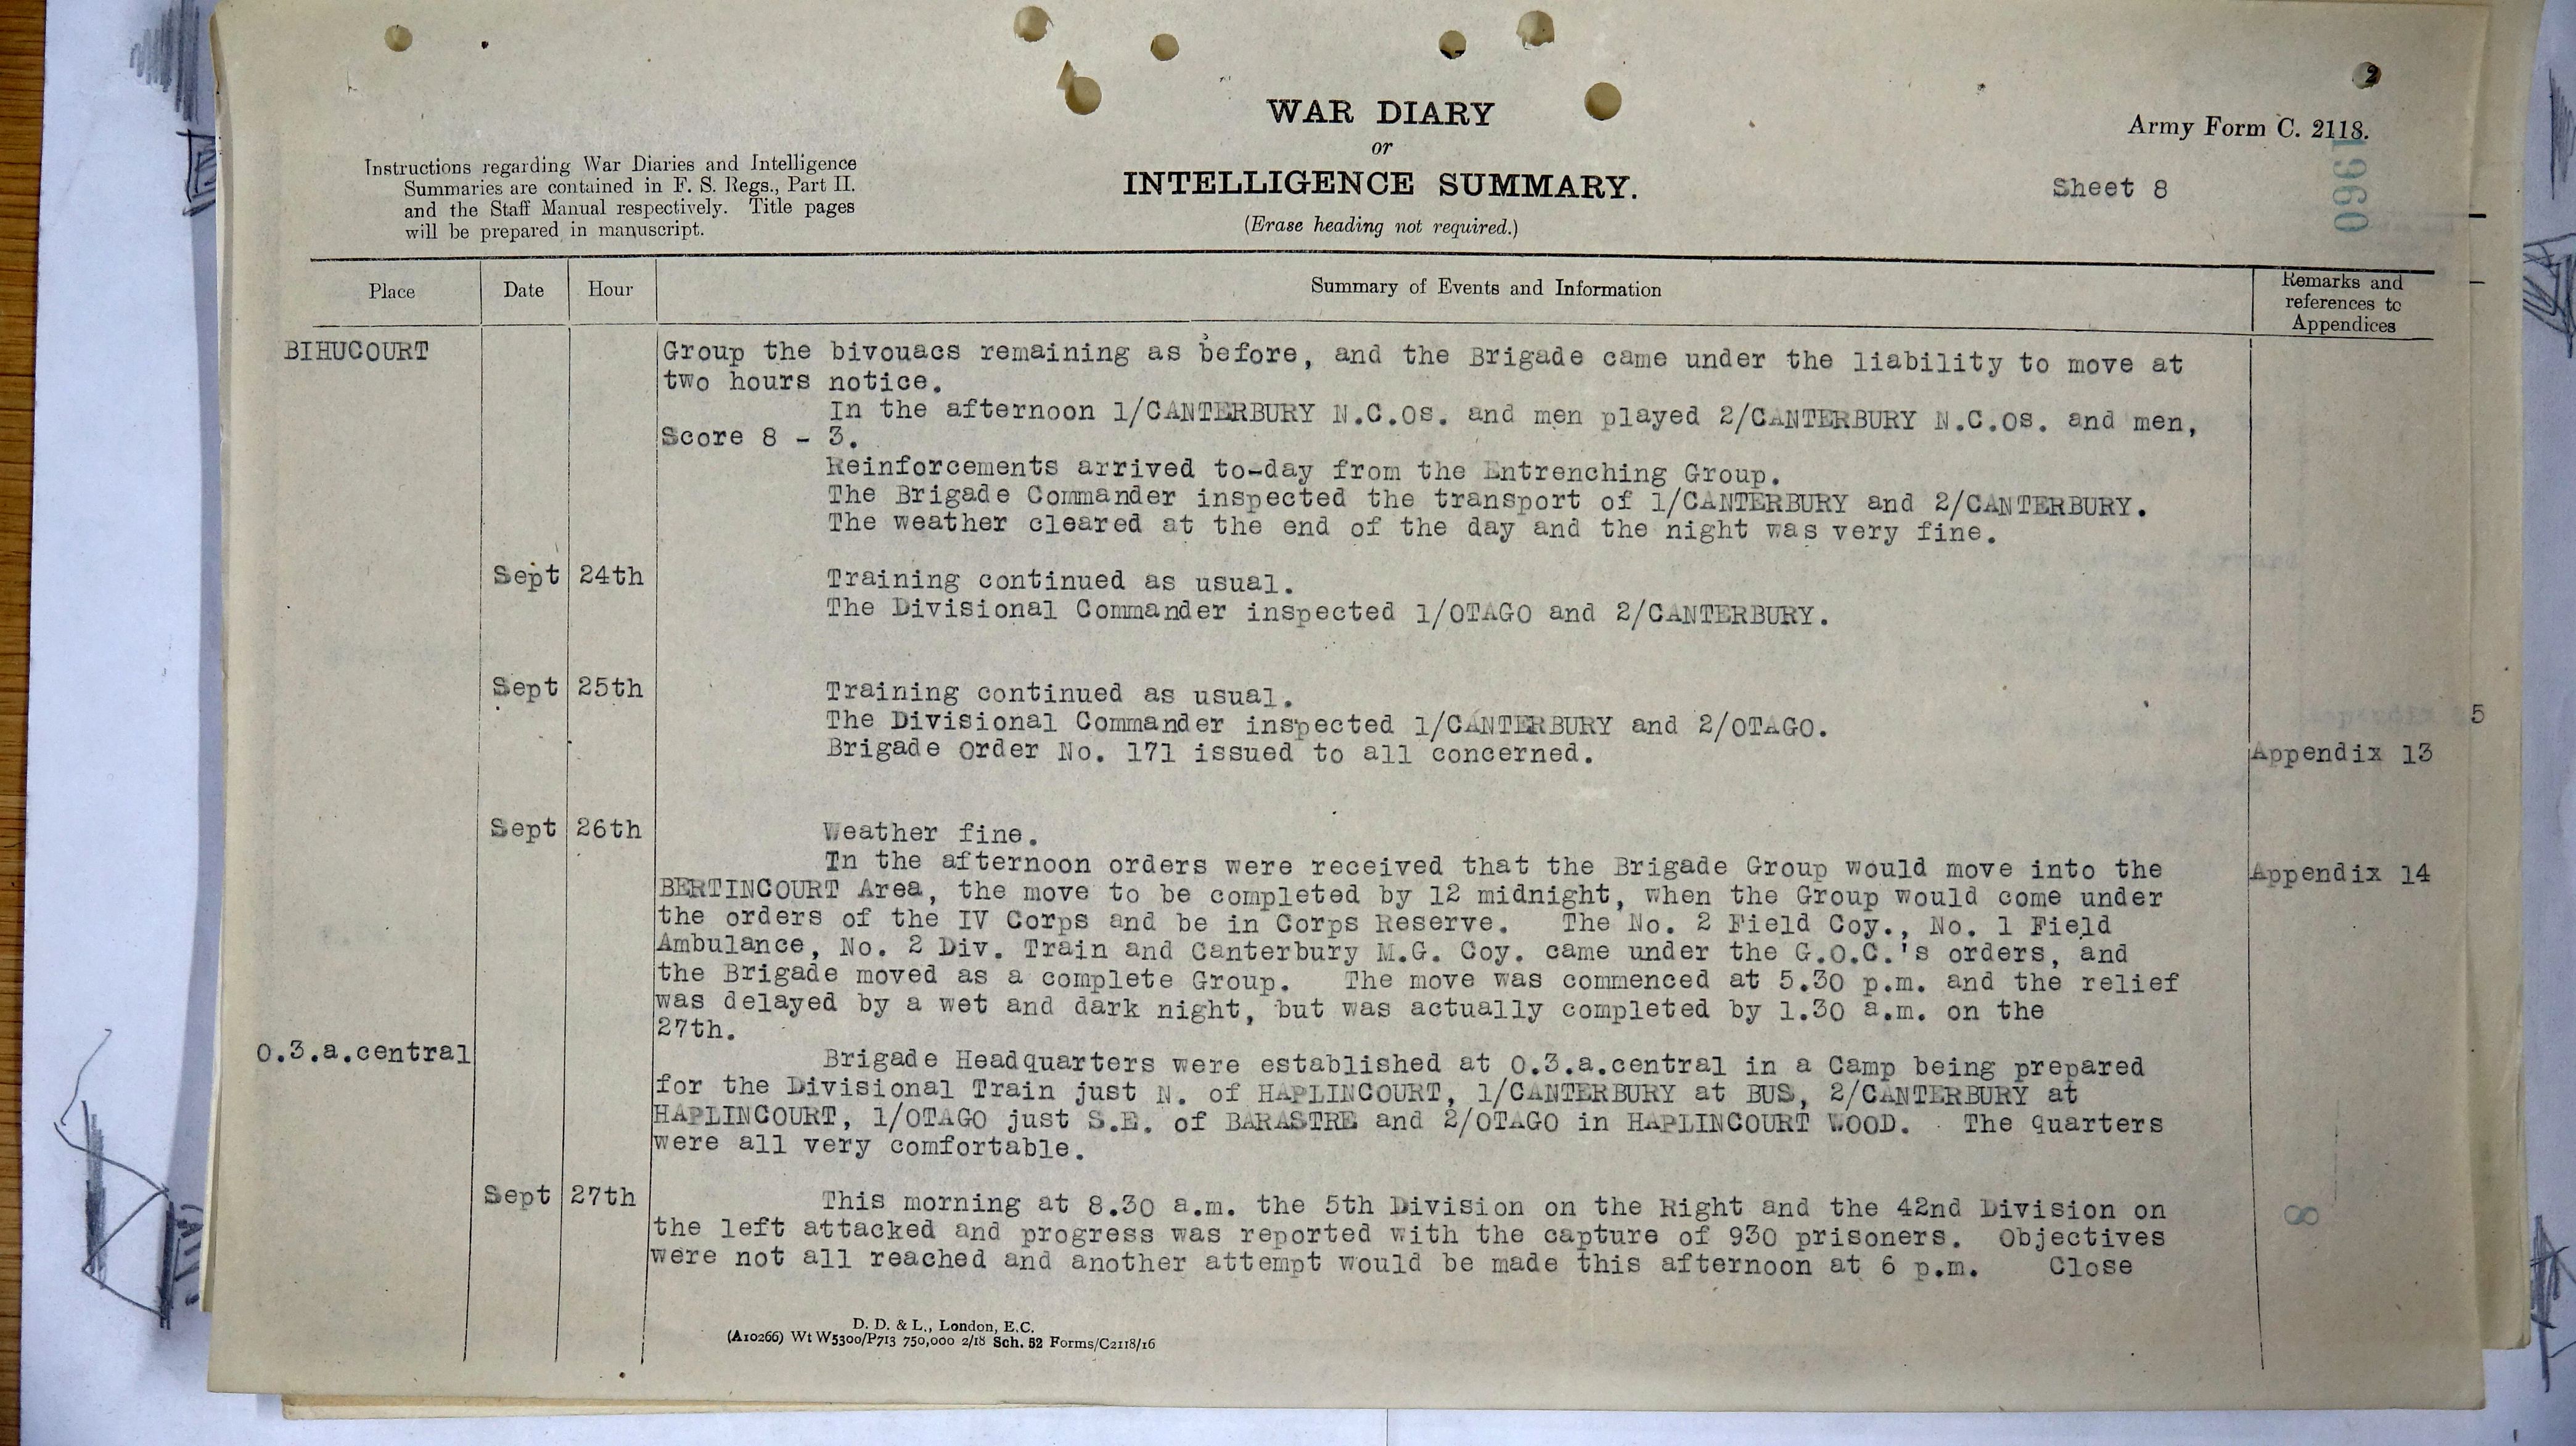 2
WAR DIARY
or
INTELLIGENCE SUMMARY.
(Erase heading not required.)
Army Form C. 2118.
Sheet 8
0961
Instructions regarding War Diaries and Intelligence
Summaries are contained in F. S. Regs., Part II.
and the Staff Manual respectively. Title pages
will be prepared in manuscript.
Place Date Hour Summary of Events and Information Remarks and
references to
Appendices
BIHUCOURT Group the bivouacs remaining as before, and the Brigade came under the liability to move at
two hours notice.
In the afternoon 1/CANTERBURY N.C.Os. and men played 2/CANTERBURY N.C.Os. and men,
Score 8 - 3.
Reinforcements arrived to-day from the Entrenching Group.
The Brigade Commander inspected the transport of 1/CANTERBURY and 2/CANTERBURY.
The weather cleared at the end of the day and the night was very fine.
Sept 24th Training continued as usual.
The Divisional Commander inspected 1/OTAGO and 2/CANTERBURY.
Sept 25th Training continued as usual.
5
The Divisional Commander inspected 1/CANTERBURY and 2/OTAGO.
Brigade Order No. 171 issued to all concerned. Appendix 13
Sept 26th Weather fine.
In the afternoon orders were received that the Brigade Group would move into the Appendix 14
BERTINCOURT Area, the move to be completed by 12 midnight, when the Group would come under
the orders of the IV Corps and be in Corps Reserve. The No. 2 Field Coy., No. 1 Field
Ambulance, No. 2 Div. Train and Canterbury M.G. Coy. came under the G.O.C.'s orders, and
the Brigade moved as a complete Group. The move was commenced at 5.30 p.m. and the relief
was delayed by a wet and dark night, but was actually completed by 1.30 a.m. on the
27th.
O.3.a.central Brigade Headquarters were established at O.3.a.central in a Camp being prepared
for the Divisional Train just N. of HAPLINCOURT, 1/CANTERBURY at BUS, 2/CANTERBURY at
HAPLINCOURT, 1/OTAGO just S.E. of BARASTRE and 2/OTAGO in HAPLINCOURT WOOD. The quarters
were all very comfortable.
Sept 27th This morning at 8.30 a.m. the 5th Division on the Right and the 42nd Division on
the left attacked and progress was reported with the capture of 930 prisoners. Objectives
were not all reached and another attempt would be made this afternoon at 6 p.m. Close
8
D. D. & L., London, E.C.
(A10266) Wt W5300/P713 750,000 2/18 Sch. 52 Forms/C2118/16